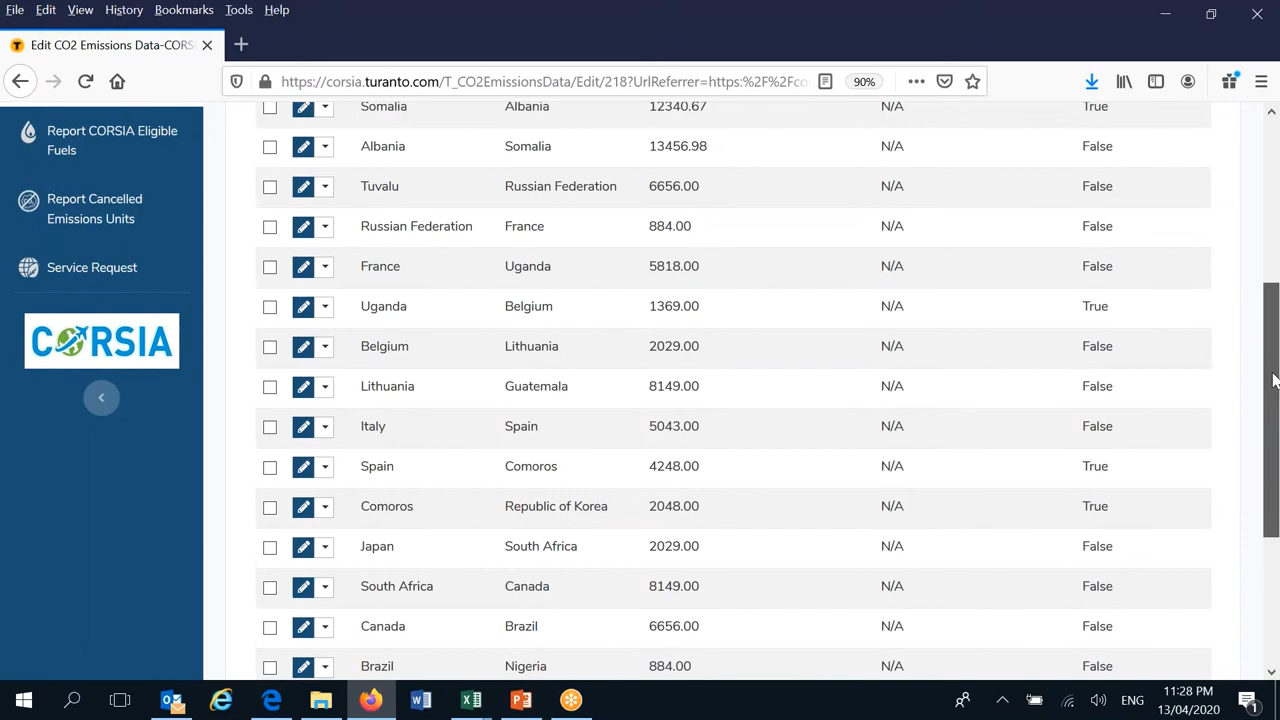 File Edit View History Bookmarks Tools Help
Edit CO2 Emissions Data-CORS
https://corsia.turanto.com/T_CO2EmissionsData/Edit/218?UrlReferrer=https:%2F%2Fco 90%
Report CORSIA Eligible
Fuels
Report Cancelled
Emissions Units
Service Request
CORSIA
Somalia Albania 12340.67 N/A True
Albania Somalia 13456.98 N/A False
Tuvalu Russian Federation 6656.00 N/A False
Russian Federation France 884.00 N/A False
France Uganda 5818.00 N/A False
Uganda Belgium 1369.00 N/A True
Belgium Lithuania 2029.00 N/A False
Lithuania Guatemala 8149.00 N/A False
Italy Spain 5043.00 N/A False
Spain Comoros 4248.00 N/A True
Comoros Republic of Korea 2048.00 N/A True
Japan South Africa 2029.00 N/A False
South Africa Canada 8149.00 N/A False
Canada Brazil 6656.00 N/A False
Brazil Nigeria 884.00 N/A False
ENG
11:28 PM
13/04/2020
1